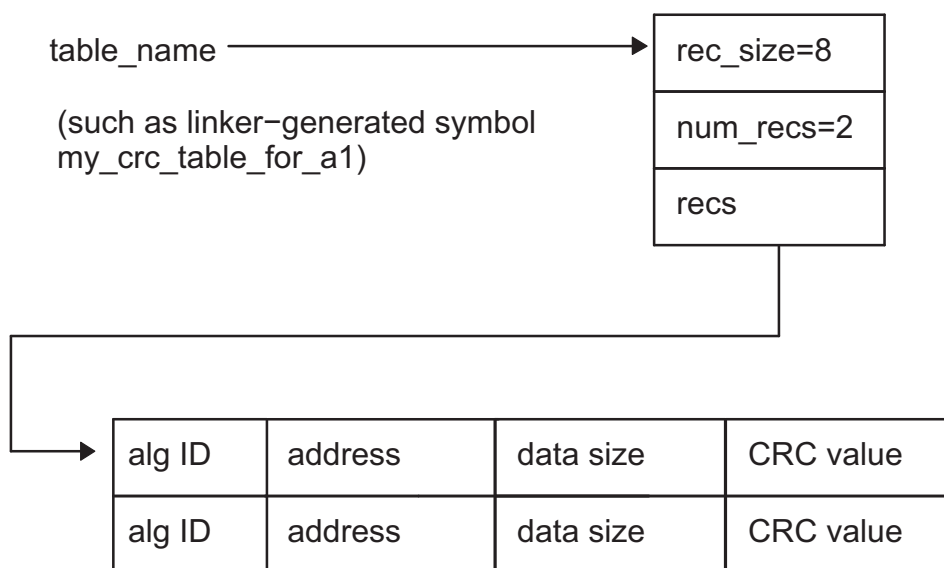 table_name
rec_size=8
(such as linker−generated symbol
my_crc_table_for_a1)
num_recs=2
recs
alg ID address data size CRC value
alg ID address data size CRC value